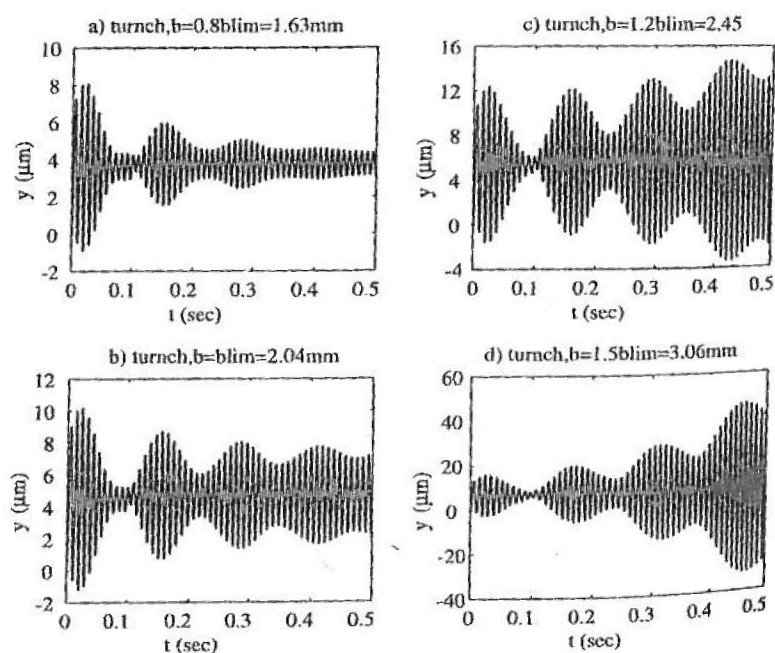 a) turnch,b=0.8blim=1.63mm
10
8
6
4
2
0
-2
y (µm)
0 0.1 0.2 0.3 0.4 0.5
t (sec)
b) turnch,b=blim=2.04mm
12
10
8
6
4
2
0
-2
y (µm)
0 0.1 0.2 0.3 0.4 0.5
t (sec)
c) turnch,b=1.2blim=2.45
16
12
8
4
0
-4
y (µm)
0 0.1 0.2 0.3 0.4 0.5
t (sec)
d) turnch,b=1.5blim=3.06mm
60
40
20
0
-20
-40
y (µm)
0 0.1 0.2 0.3 0.4 0.5
t (sec)